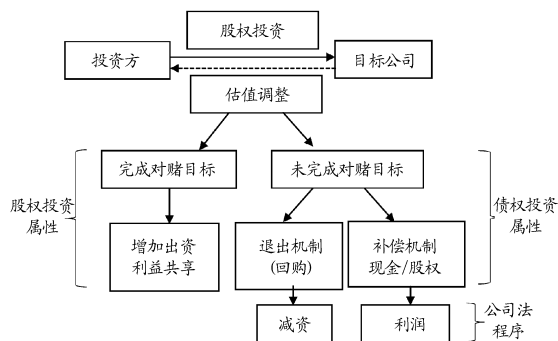 股权投资
投资方
目标公司
估值调整
完成对赌目标
未完成对赌目标
股权投资
属性
债权投资
属性
增加出资
利益共享
退出机制
(回购)
补偿机制
现金/股权
减资
利润
公司法
程序